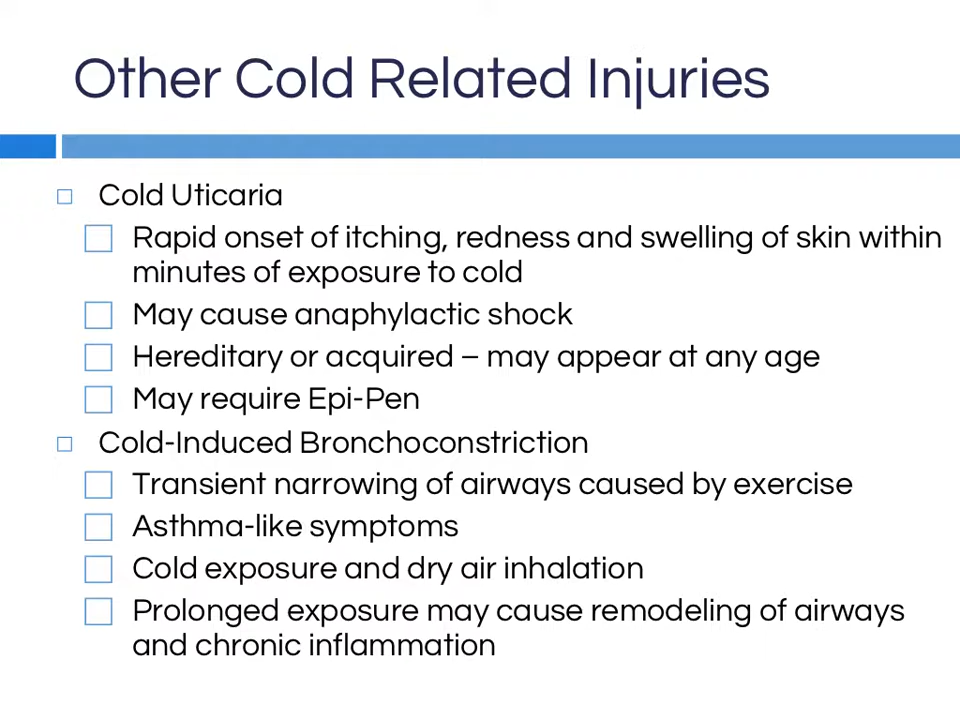 Other Cold Related Injuries
Cold Uticaria
Rapid onset of itching, redness and swelling of skin within
minutes of exposure to cold
May cause anaphylactic shock
Hereditary or acquired – may appear at any age
May require Epi-Pen
Cold-Induced Bronchoconstriction
Transient narrowing of airways caused by exercise
Asthma-like symptoms
Cold exposure and dry air inhalation
Prolonged exposure may cause remodeling of airways
and chronic inflammation